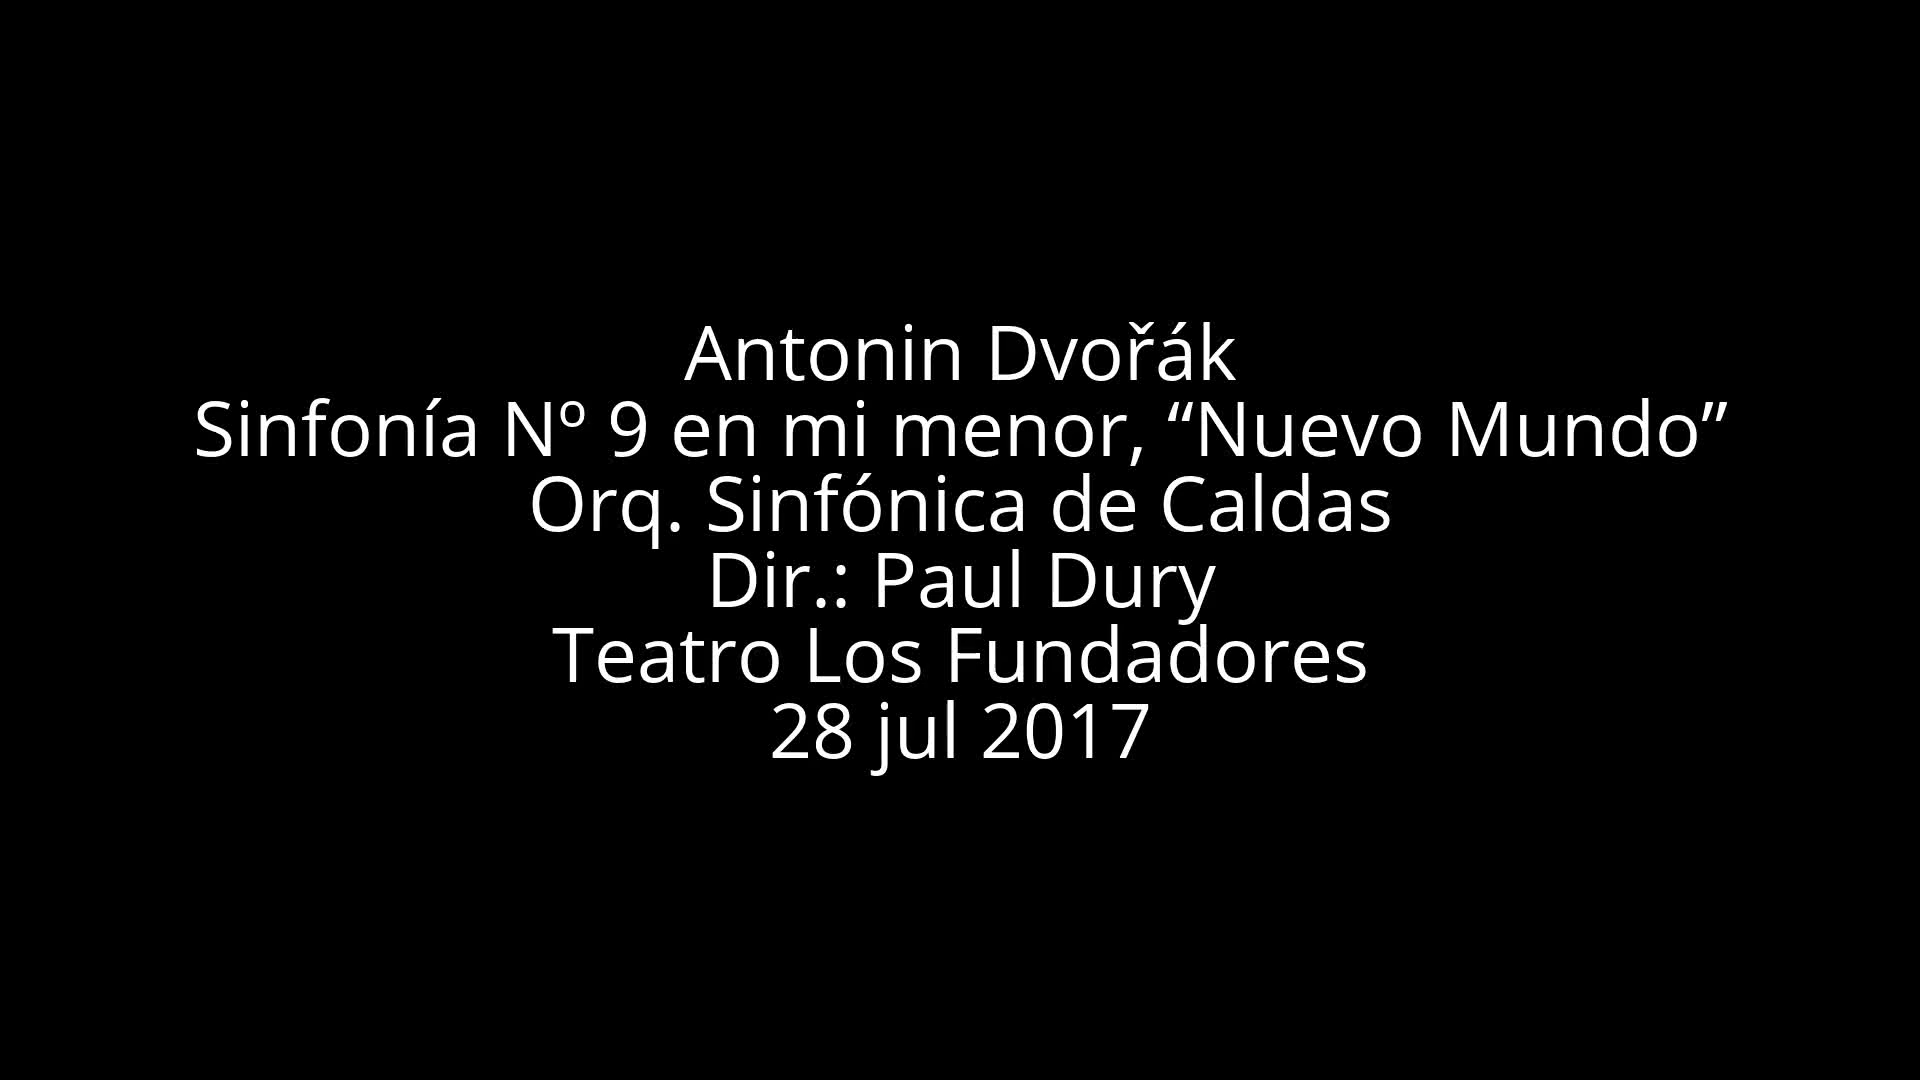 Antonin Dvořák
Sinfonía Nº 9 en mi menor, “Nuevo Mundo”
Orq. Sinfónica de Caldas
Dir.: Paul Dury
Teatro Los Fundadores
28 jul 2017